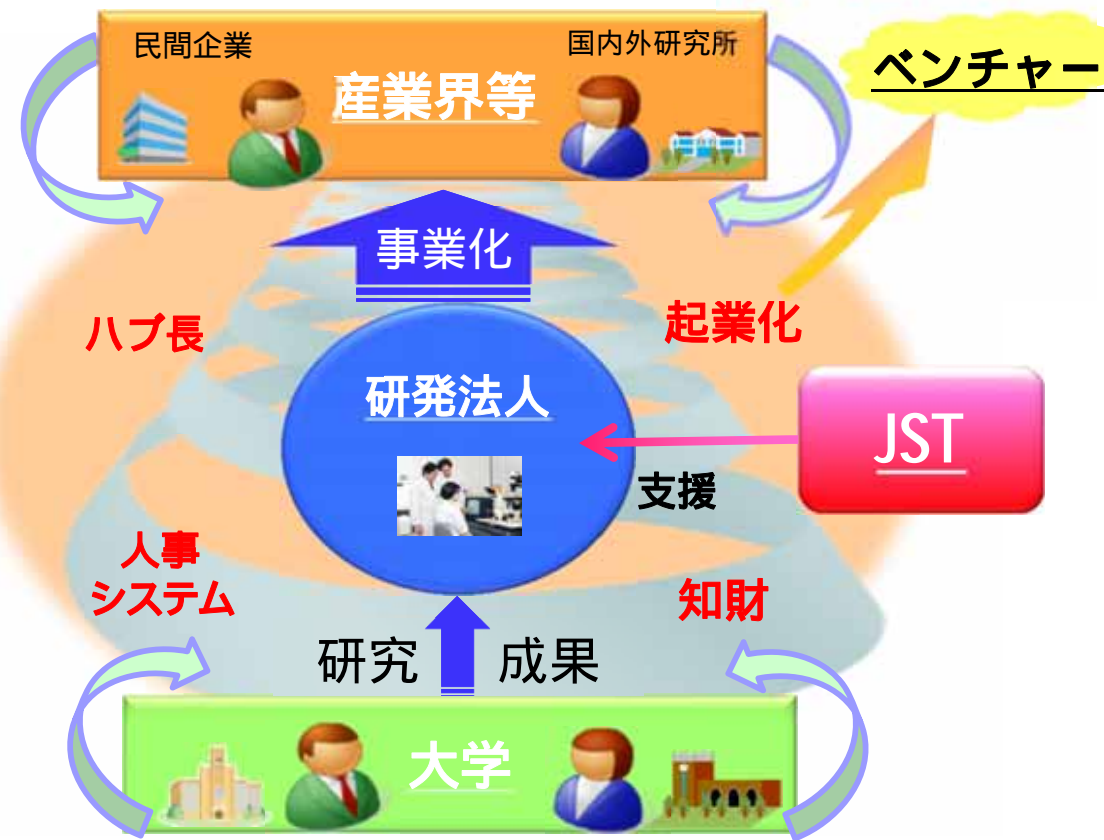 民間企業
国内外研究所
産業界等
ベンチャー
事業化
ハブ長
起業化
研発法人
JST
支援
人事
システム
知財
研究
成果
大学